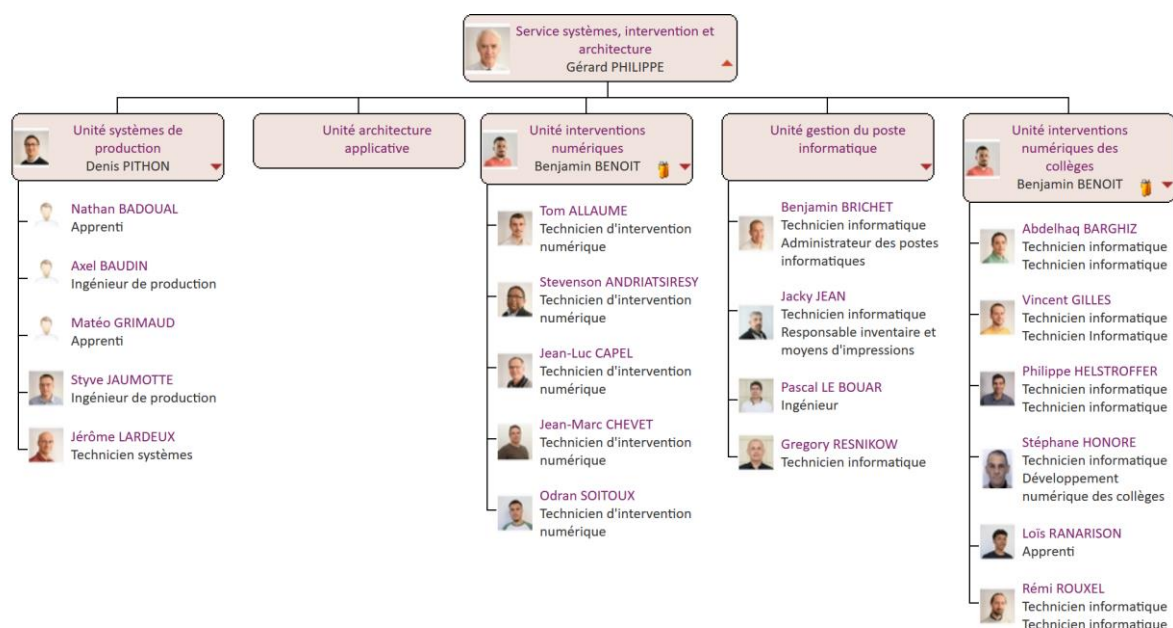 Service systèmes, intervention et
architecture
Gérard PHILIPPE
Unité systèmes de
production
Denis PITHON
Nathan BADOUAL
Apprenti
Axel BAUDIN
Ingénieur de production
Matéo GRIMAUD
Apprenti
Styve JAUMOTTE
Ingénieur de production
Jérôme LARDEUX
Technicien systèmes
Unité architecture
applicative
Unité interventions
numériques
Benjamin BENOIT
Tom ALLAUME
Technicien d'intervention
numérique
Stevenson ANDRIATSIRESY
Technicien d'intervention
numérique
Jean-Luc CAPEL
Technicien d'intervention
numérique
Jean-Marc CHEVET
Technicien d'intervention
numérique
Odran SOITOUX
Technicien d'intervention
numérique
Unité gestion du poste
informatique
Benjamin BRICHET
Technicien informatique
Administrateur des postes
informatiques
Jacky JEAN
Technicien informatique
Responsable inventaire et
moyens d'impressions
Pascal LE BOUAR
Ingénieur
Gregory RESNIKOW
Technicien informatique
Unité interventions
numériques des
collèges
Benjamin BENOIT
Abdelhaq BARGHIZ
Technicien informatique
Technicien informatique
Vincent GILLES
Technicien informatique
Technicien Informatique
Philippe HELSTROFFER
Technicien informatique
Technicien informatique
Stéphane HONORE
Technicien informatique
Développement
numérique des collèges
Loïs RANARISON
Apprenti
Rémi ROUXEL
Technicien informatique
Technicien informatique